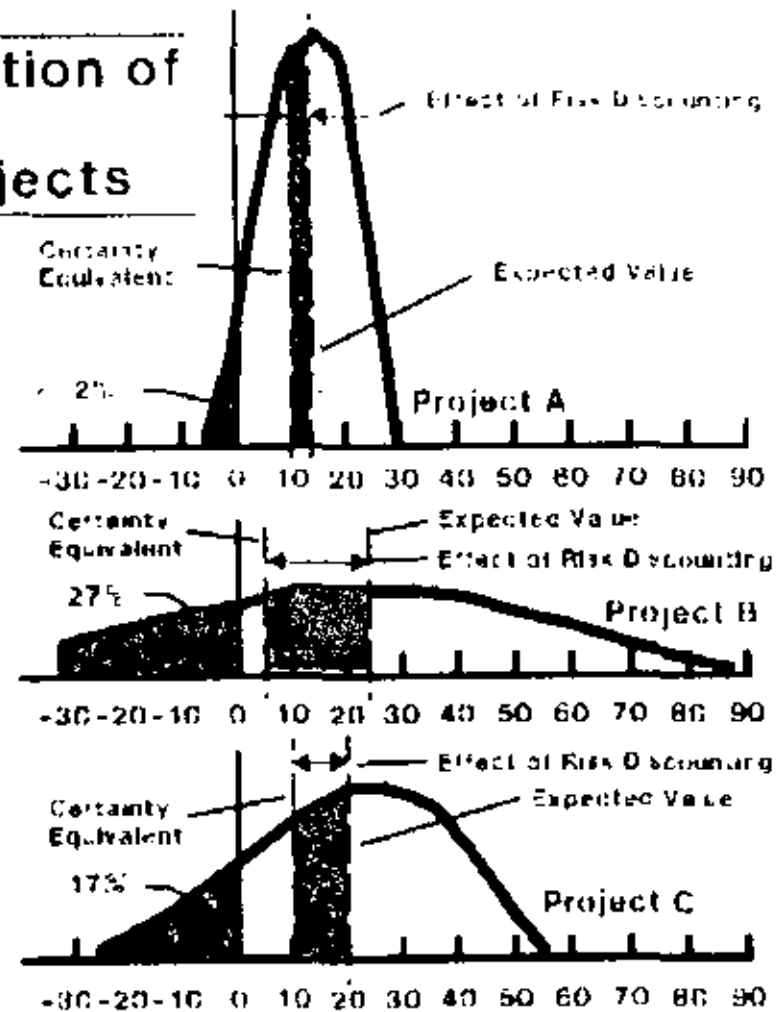 tion of
jects
Effect of Risk Discounting
Certainty
Equivalent
Expected Value
2%
Project A
-30 -20 -10 0 10 20 30 40 50 60 70 80 90
Certainty
Equivalent
Expected Value
Effect of Risk Discounting
27%
Project B
-30 -20 -10 0 10 20 30 40 50 60 70 80 90
Effect of Risk Discounting
Certainty
Equivalent
Expected Value
17%
Project C
-30 -20 -10 0 10 20 30 40 50 60 70 80 90